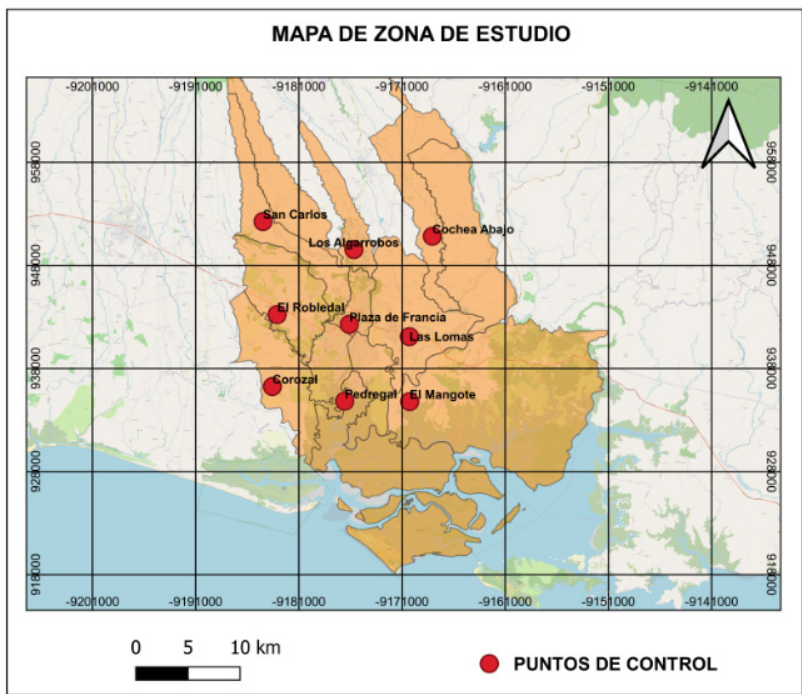 MAPA DE ZONA DE ESTUDIO
-9201000 -9191000 -9181000 -9171000 -9161000 -9151000 -9141000
958000 958000
San Carlos
Cochea Abajo
Los Algarrobos
948000 948000
El Robledal
Plaza de Francia
Las Lomas
938000 938000
Corozal
Pedregal El Mangote
928000 928000
918000 918000
-9201000 -9191000 -9181000 -9171000 -9161000 -9151000 -9141000
0 5 10 km
PUNTOS DE CONTROL